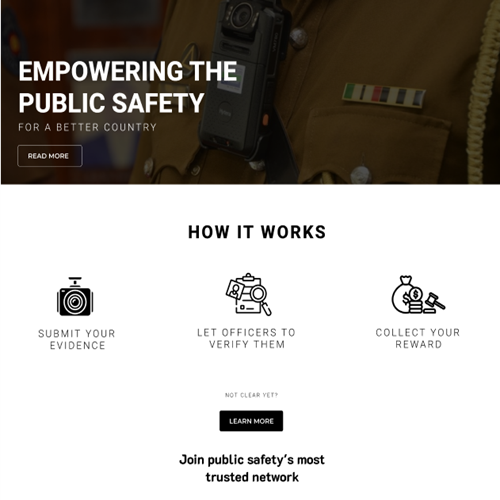 EMPOWERING THE
PUBLIC SAFETY
FOR A BETTER COUNTRY
READ MORE
HOW IT WORKS
SUBMIT YOUR
EVIDENCE
LET OFFICERS TO
VERIFY THEM
COLLECT YOUR
REWARD
NOT CLEAR YET?
LEARN MORE
Join public safety's most
trusted network